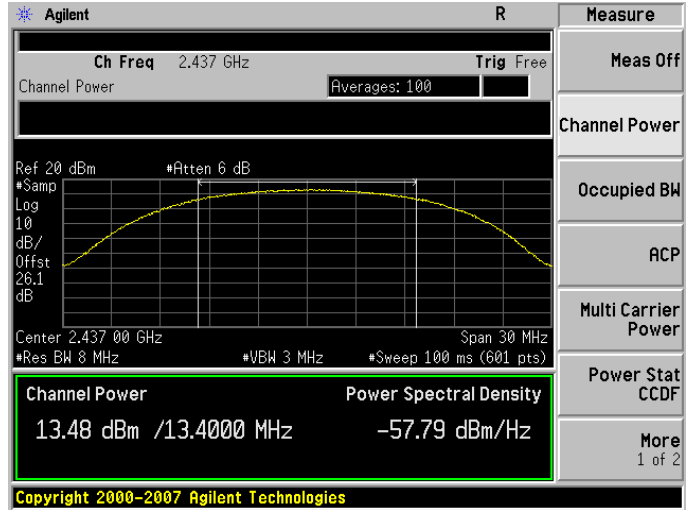 Agilent R Measure
Ch Freq 2.437 GHz Trig Free
Channel Power Averages: 100
Meas Off
Channel Power
Ref 20 dBm #Atten 6 dB
#Samp
Log
10
dB/
Offst
26.1
dB
Center 2.437 00 GHz Span 30 MHz
#Res BW 8 MHz #VBW 3 MHz #Sweep 100 ms (601 pts)
Occupied BW
ACP
Multi Carrier
Power
Power Stat
CCDF
More
1 of 2
Channel Power Power Spectral Density
13.48 dBm /13.4000 MHz -57.79 dBm/Hz
Copyright 2000-2007 Agilent Technologies